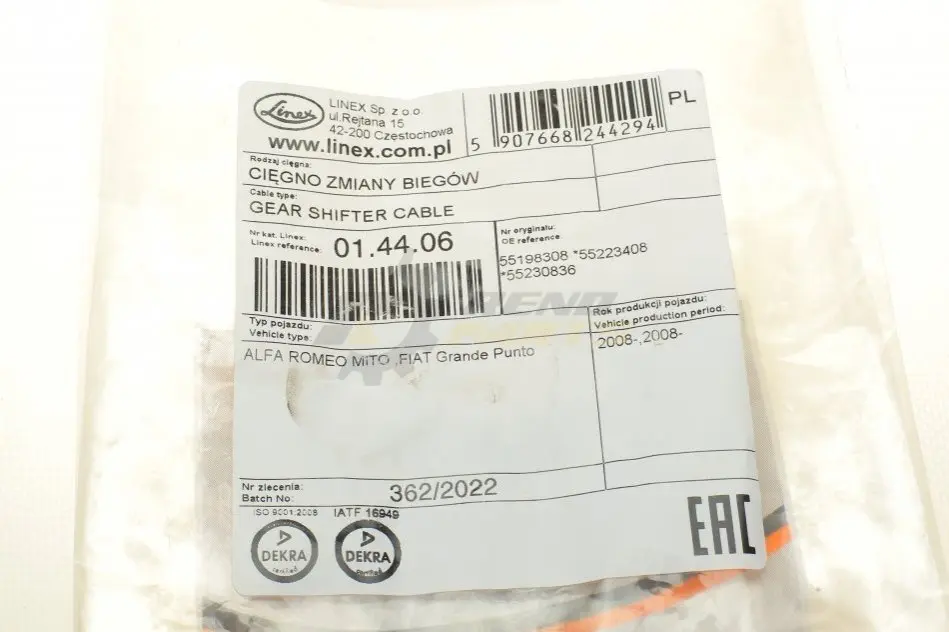 Linex
LINEX Sp. z o.o.
ul.Rejtana 15
42-200 Częstochowa
www.linex.com.pl
5 907668 244294
PL
Rodzaj cięgna:
CIĘGNO ZMIANY BIEGÓW
Cable type:
GEAR SHIFTER CABLE
Nr kat. Linex:
Linex reference:
01.44.06
Nr oryginału:
OE reference:
55198308 *55223408
*55230836
Typ pojazdu:
Vehicle type:
ALFA ROMEO MiTO ,FIAT Grande Punto
Rok produkcji pojazdu:
Vehicle production period:
2008-,2008-
Nr zlecenia:
Batch No:
362/2022
ISO 9001:2008
IATF 16949
DEKRA
certified
DEKRA
certified
EAC